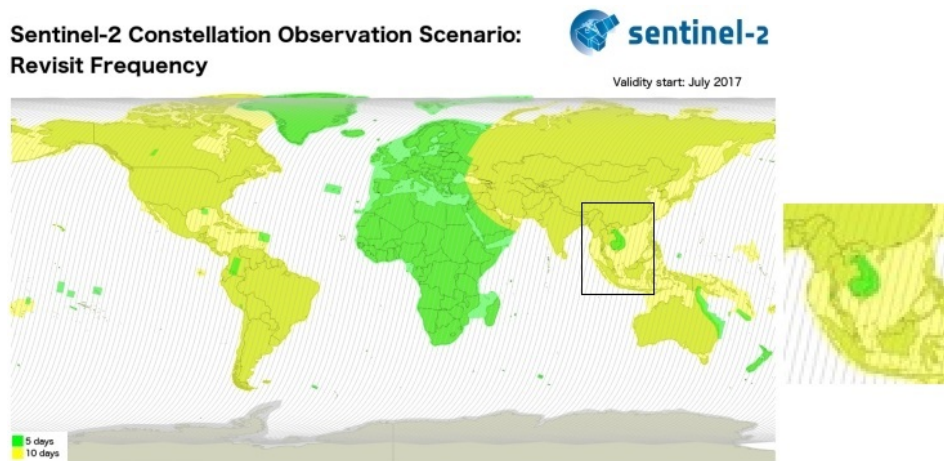 Sentinel-2 Constellation Observation Scenario:
Revisit Frequency
sentinel-2
Validity start: July 2017
5 days
10 days